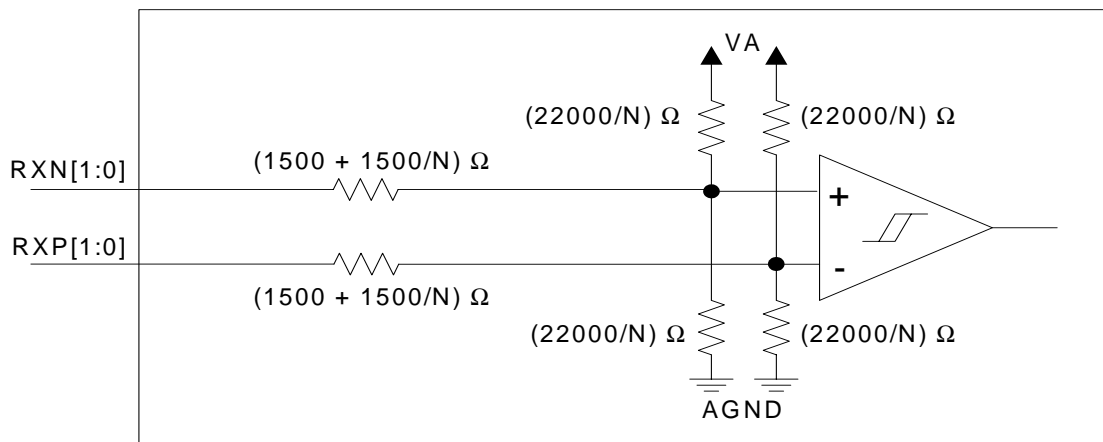 VA
(22000/N) Ω
(22000/N) Ω
RXN[1:0]
(1500 + 1500/N) Ω
+
RXP[1:0]
-
(1500 + 1500/N) Ω
(22000/N) Ω
(22000/N) Ω
AGND